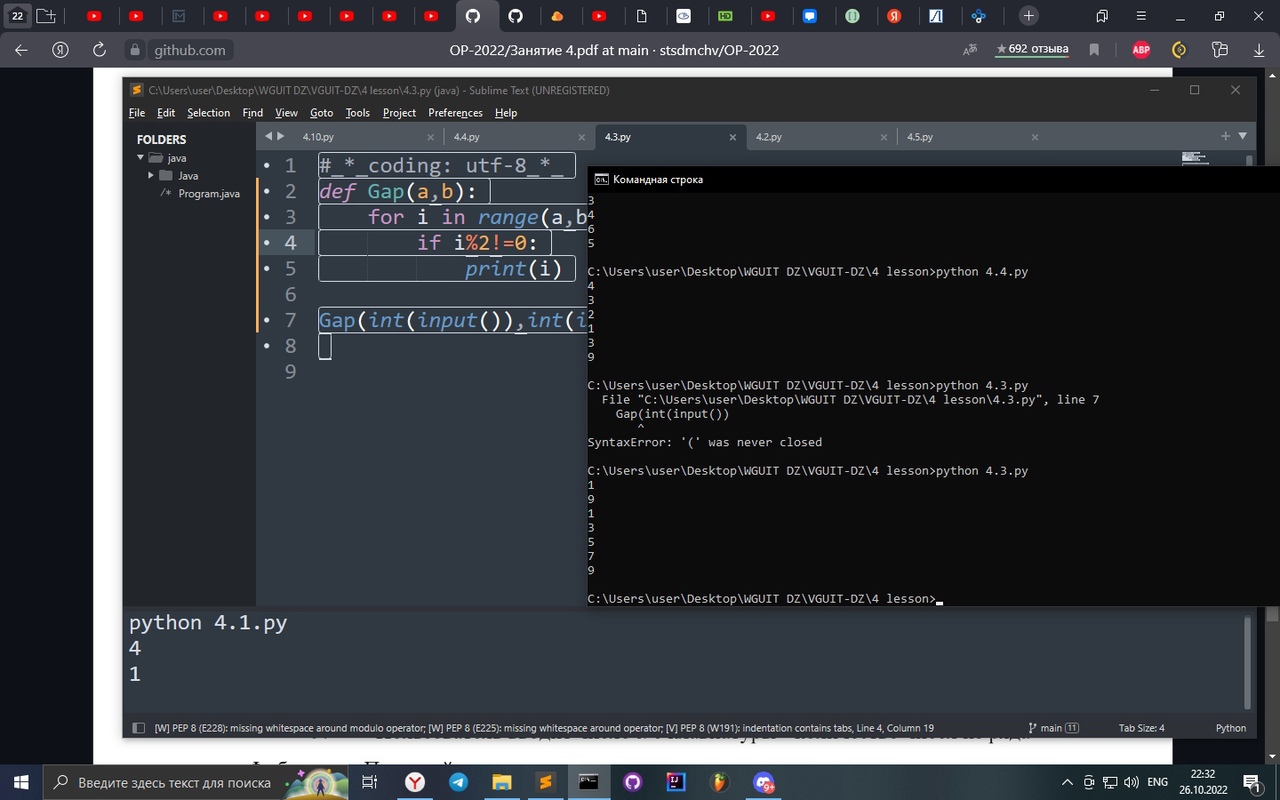 22
github.com
OP-2022/Занятие 4.pdf at main · stsdmchv/OP-2022
★ 692 отзыва
ABP
C:\Users\user\Desktop\WGUIT DZ\VGUIT-DZ\4 lesson\4.3.py (java) - Sublime Text (UNREGISTERED)
File Edit Selection Find View Goto Tools Project Preferences Help
FOLDERS
java
Java
/* Program.java
4.10.py 4.4.py 4.3.py 4.2.py 4.5.py
1 #_*_coding: utf-8_*_
2 def Gap(a,b):
3 for i in range(a,b
4 if i%2!=0:
5 print(i)
6
7 Gap(int(input()),int(i
8
9
Командная строка
3
4
6
5
C:\Users\user\Desktop\WGUIT DZ\VGUIT-DZ\4 lesson>python 4.4.py
4
3
2
1
3
9
C:\Users\user\Desktop\WGUIT DZ\VGUIT-DZ\4 lesson>python 4.3.py
File "C:\Users\user\Desktop\WGUIT DZ\VGUIT-DZ\4 lesson\4.3.py", line 7
Gap(int(input())
^
SyntaxError: '(' was never closed
C:\Users\user\Desktop\WGUIT DZ\VGUIT-DZ\4 lesson>python 4.3.py
1
9
1
3
5
7
9
C:\Users\user\Desktop\WGUIT DZ\VGUIT-DZ\4 lesson>
python 4.1.py
4
1
[W] PEP 8 (E228): missing whitespace around modulo operator; [W] PEP 8 (E225): missing whitespace around operator; [V] PEP 8 (W191): indentation contains tabs, Line 4, Column 19
main 11
Tab Size: 4
Python
Введите здесь текст для поиска
9+
ENG
22:32
26.10.2022
1